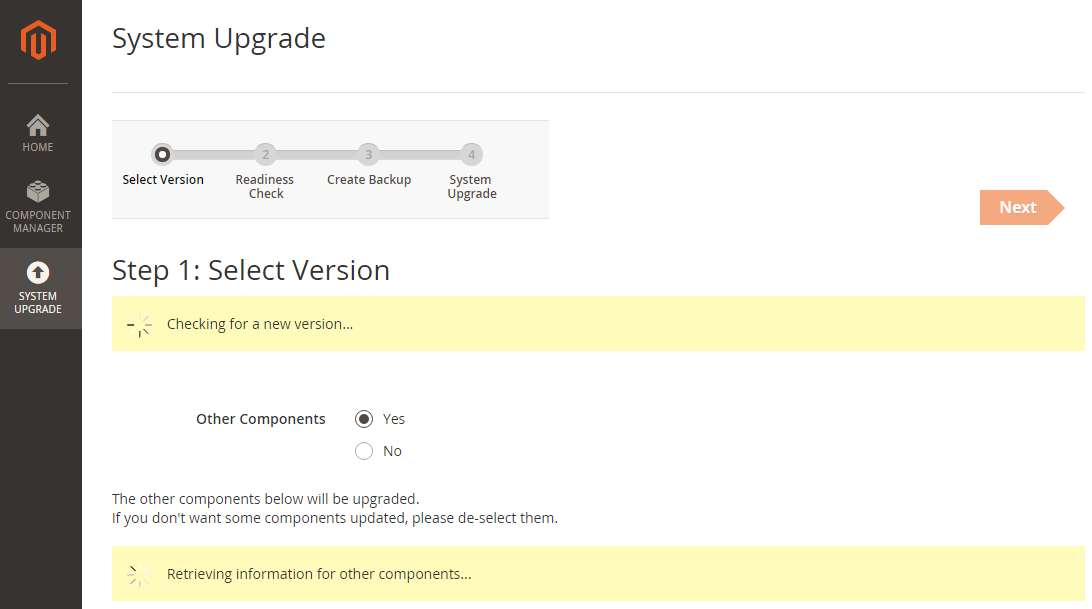 System Upgrade
HOME
COMPONENT
MANAGER
SYSTEM
UPGRADE
2
3
4
Select Version
Readiness
Check
Create Backup
System
Upgrade
Next
Step 1: Select Version
Checking for a new version...
Other Components
Yes
No
The other components below will be upgraded.
If you don't want some components updated, please de-select them.
Retrieving information for other components...